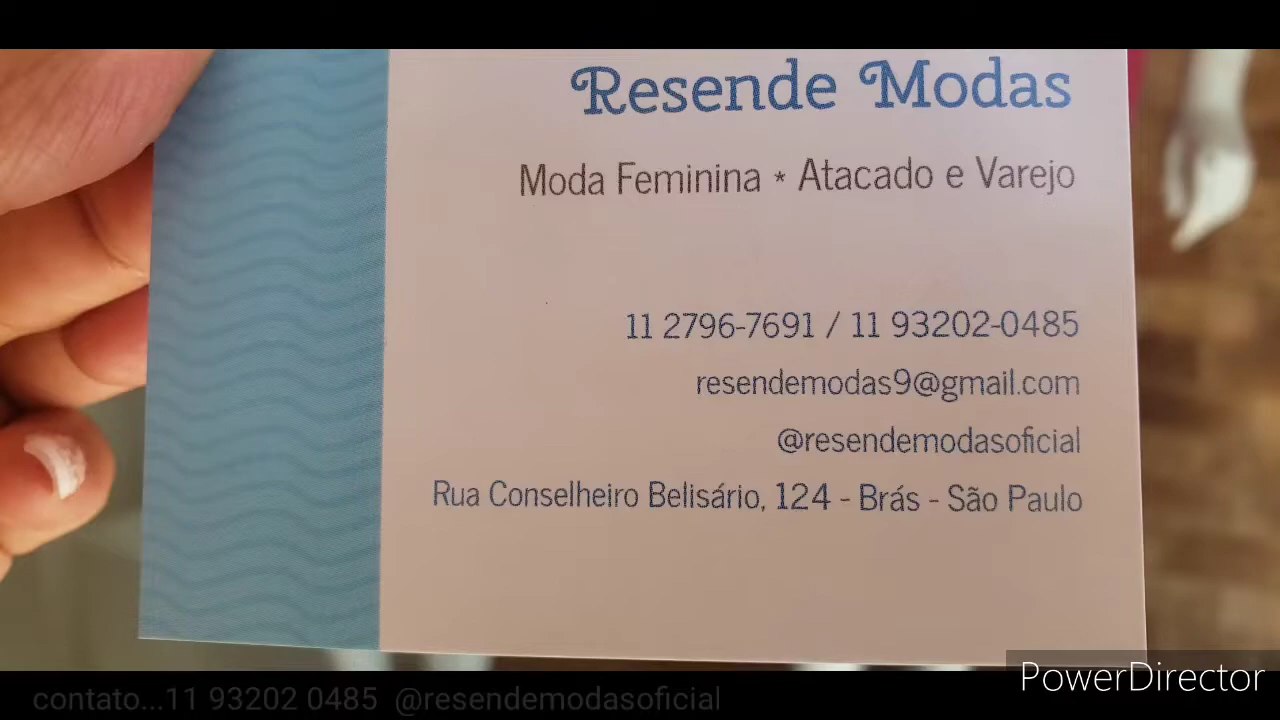 Resende Modas
Moda Feminina * Atacado e Varejo
11 2796-7691 / 11 93202-0485
resendemodas9@gmail.com
@resendemodasoficial
Rua Conselheiro Belisário, 124 - Brás - São Paulo
PowerDirector
contato...11 93202 0485 @resendemodasoficial